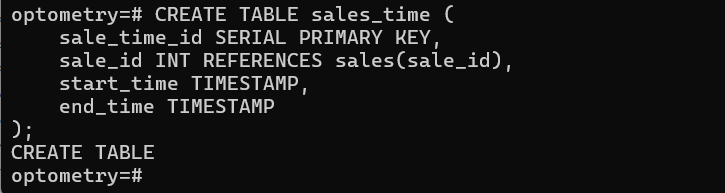 optometry=# CREATE TABLE sales_time (
    sale_time_id SERIAL PRIMARY KEY,
    sale_id INT REFERENCES sales(sale_id),
    start_time TIMESTAMP,
    end_time TIMESTAMP
);
CREATE TABLE
optometry=#